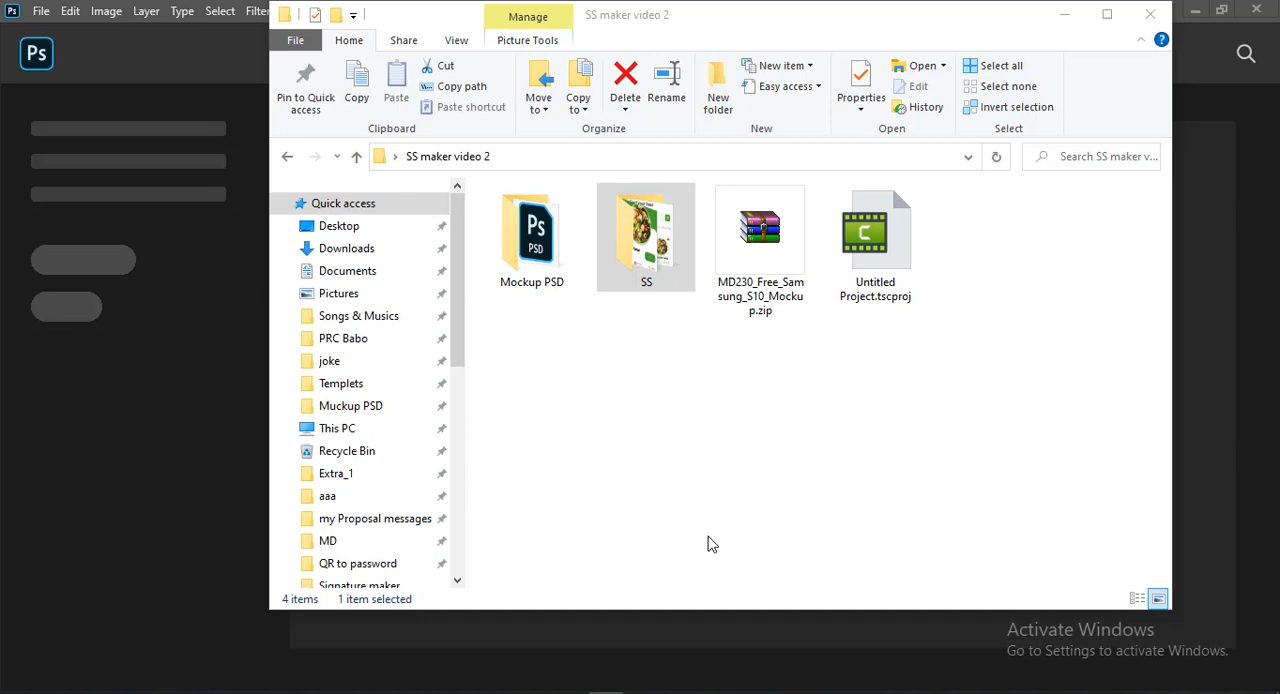 Ps File Edit Image Layer Type Select Filter
Manage SS maker video 2
File Home Share View Picture Tools
Ps
Pin to Quick access
Copy
Paste
Cut
Copy path
Paste shortcut
Clipboard
Move to
Copy to
Delete
Rename
Organize
New folder
New item
Easy access
New
Properties
Open
Edit
History
Open
Select all
Select none
Invert selection
Select
SS maker video 2
Search SS maker v...
Quick access
Desktop
Downloads
Documents
Pictures
Songs & Musics
PRC Babo
joke
Templets
Muckup PSD
This PC
Recycle Bin
Extra_1
aaa
my Proposal messages
MD
QR to password
Signature maker
Ps
PSD
Mockup PSD
SS
MD230_Free_Sam
sung_S10_Mocku
p.zip
C
Untitled
Project.tscproj
4 items 1 item selected
Activate Windows
Go to Settings to activate Windows.